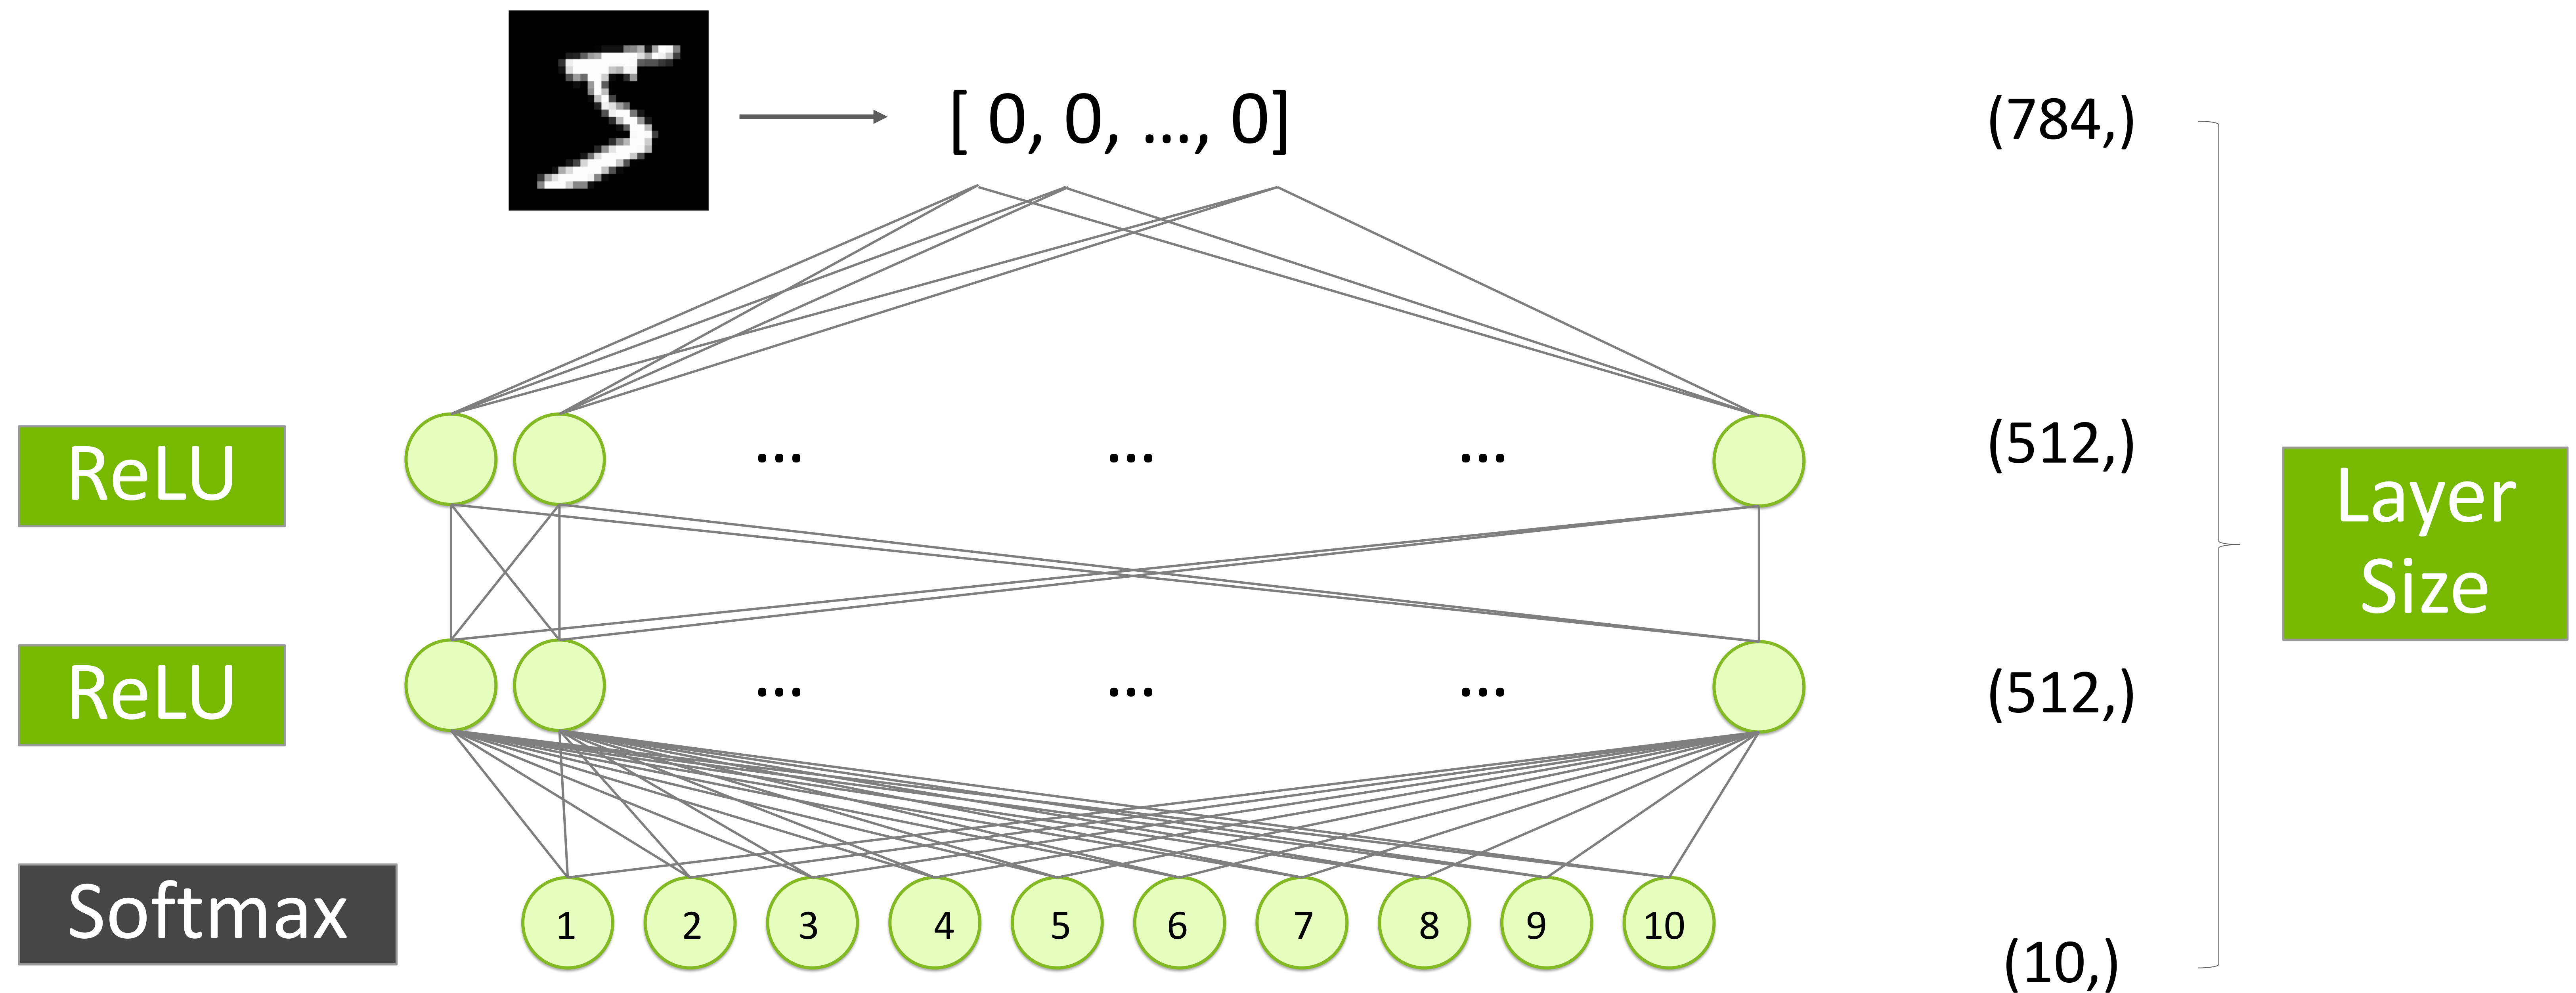 [ 0, 0, ..., 0]
(784,)
ReLU
... ... ...
(512,)
Layer
Size
ReLU
... ... ...
(512,)
Softmax
1 2 3 4 5 6 7 8 9 10
(10,)